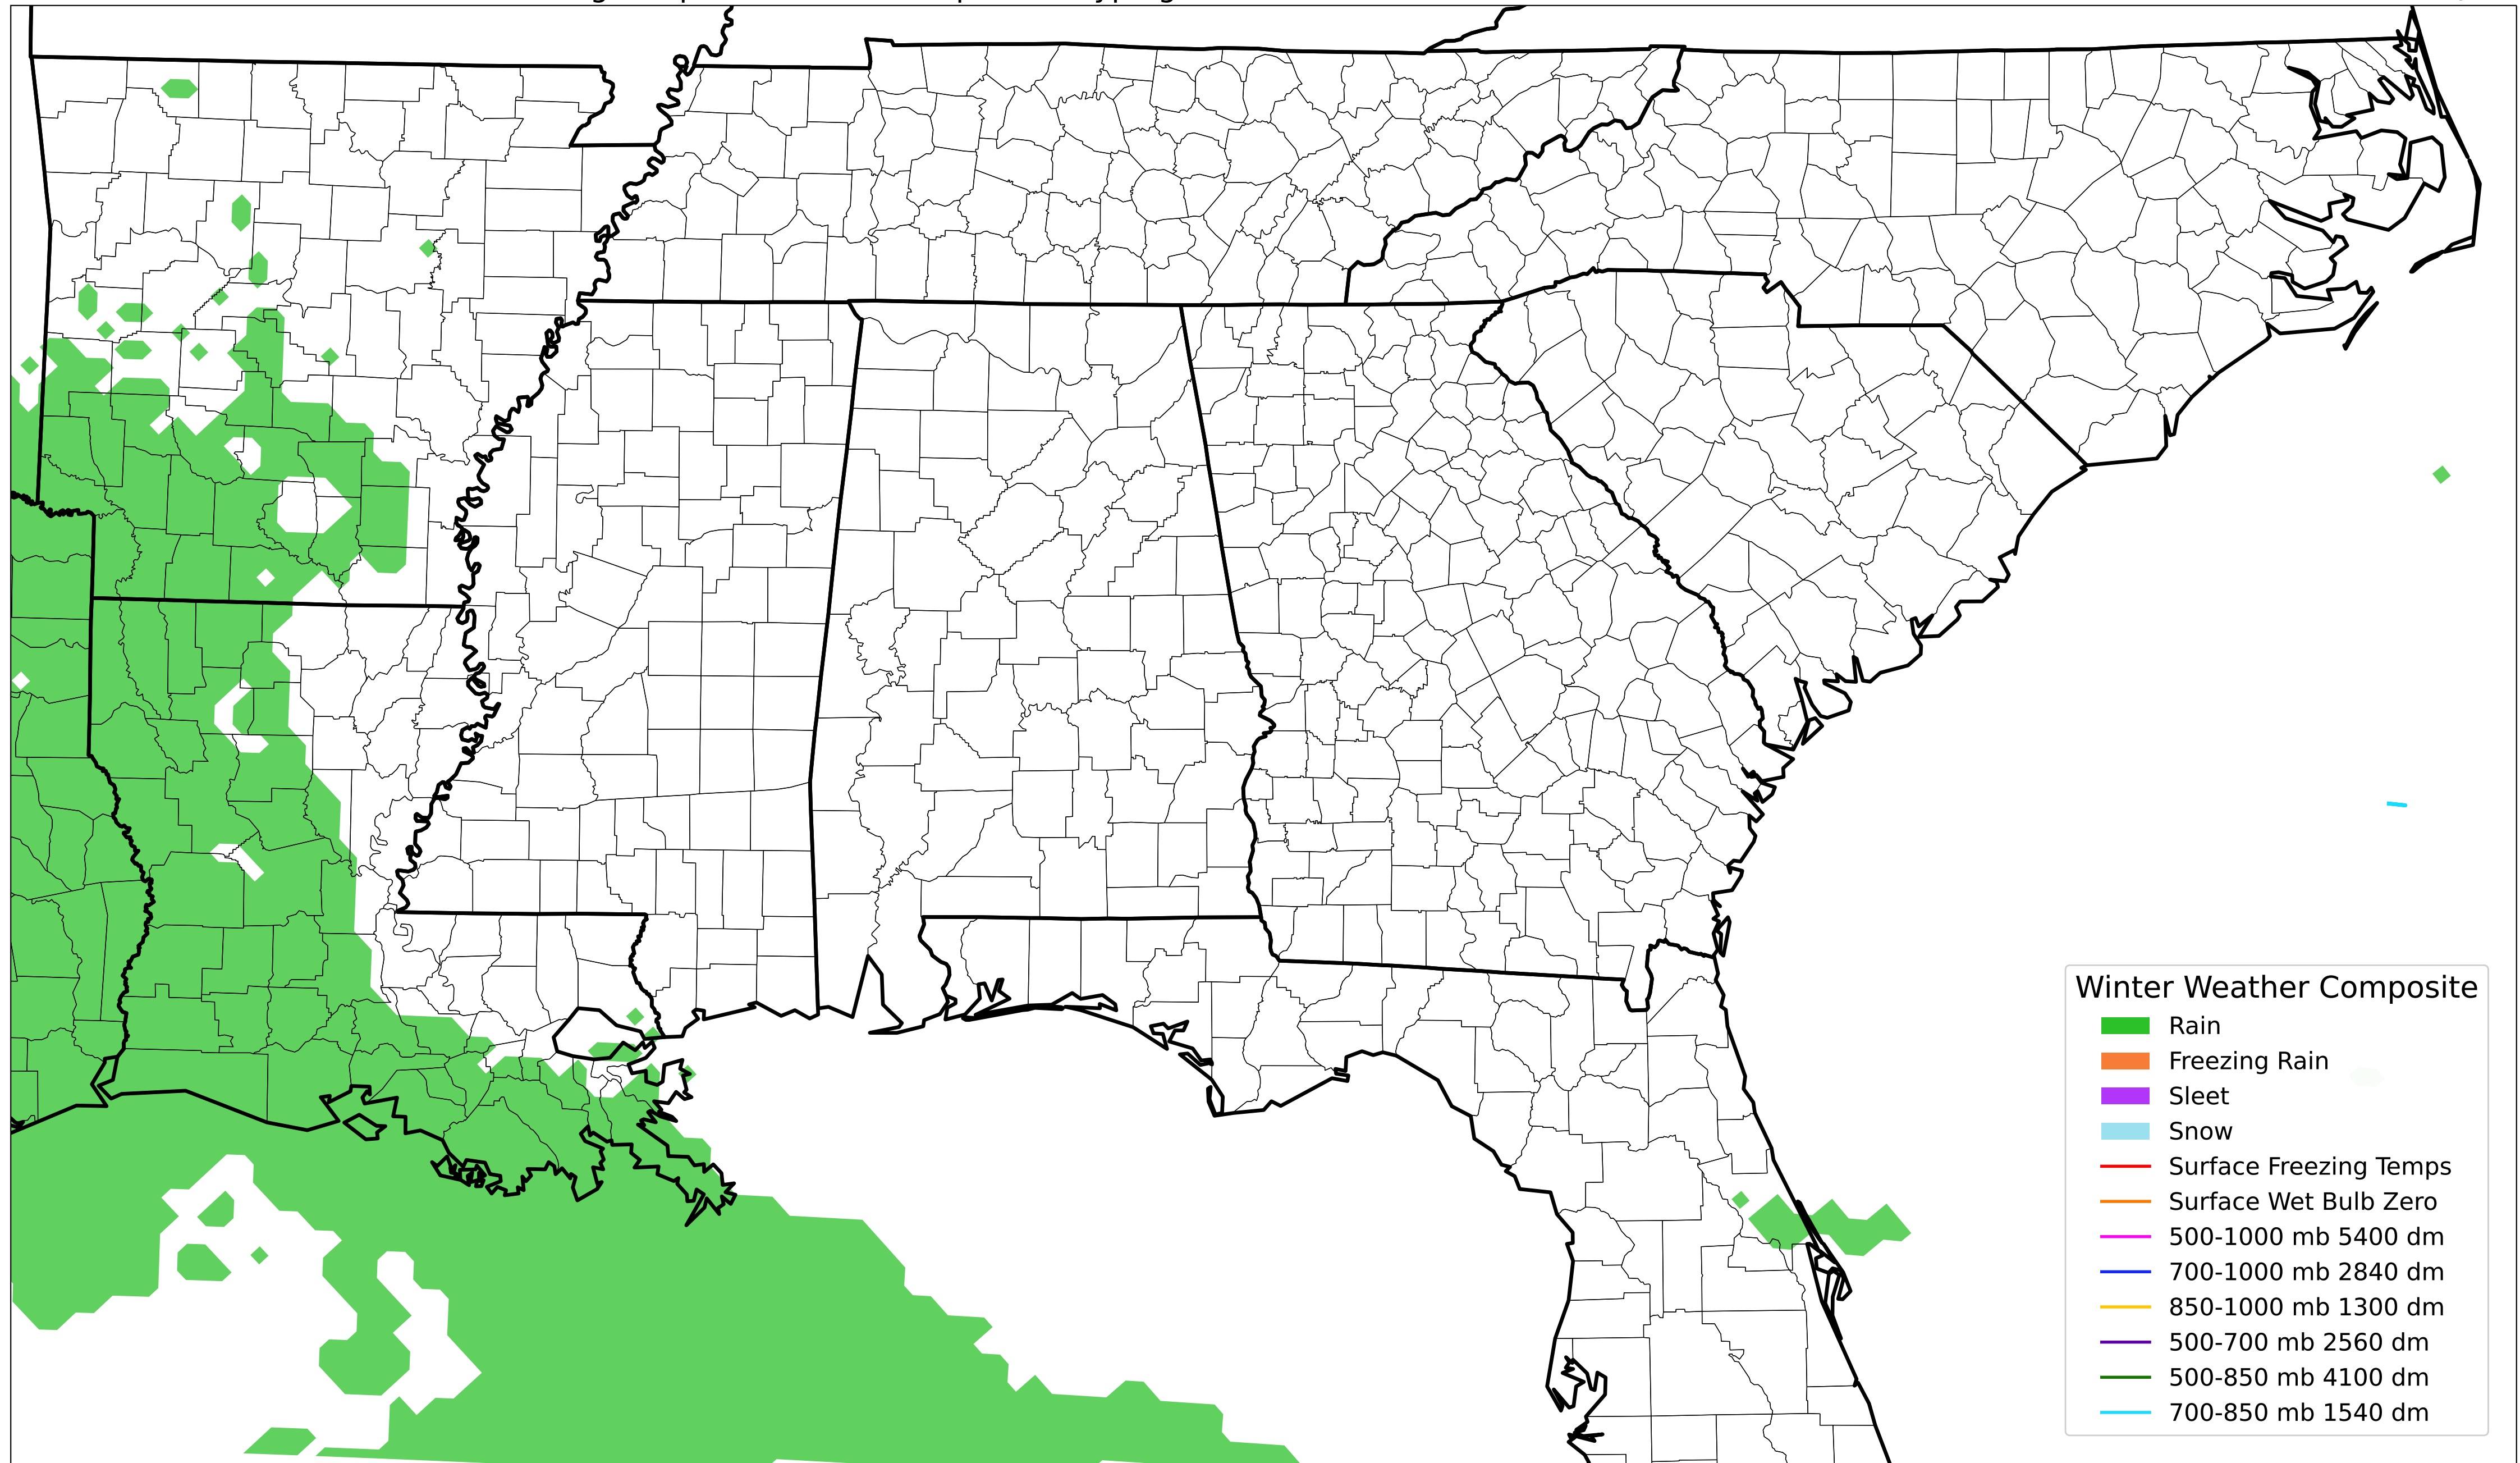 Winter Weather Composite
Rain
Freezing Rain
Sleet
Snow
Surface Freezing Temps
Surface Wet Bulb Zero
500-1000 mb 5400 dm
700-1000 mb 2840 dm
850-1000 mb 1300 dm
500-700 mb 2560 dm
500-850 mb 4100 dm
700-850 mb 1540 dm